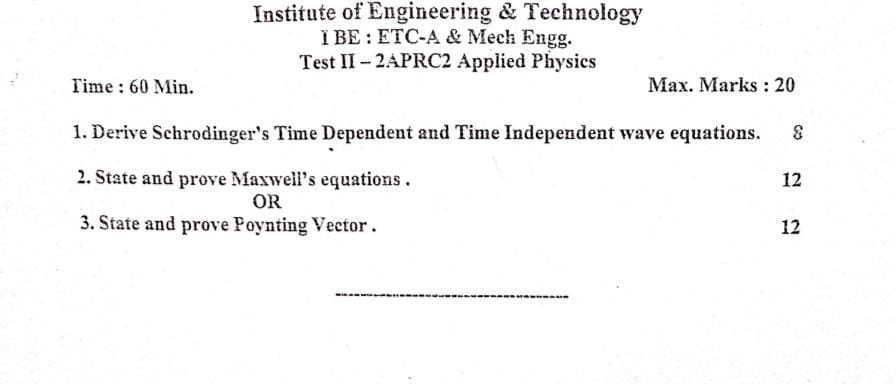 Institute of Engineering & Technology
I BE : ETC-A & Mech Engg.
Test II – 2APRC2 Applied Physics
Time : 60 Min. Max. Marks : 20
1. Derive Schrodinger's Time Dependent and Time Independent wave equations. 8
2. State and prove Maxwell's equations . 12
OR
3. State and prove Poynting Vector . 12